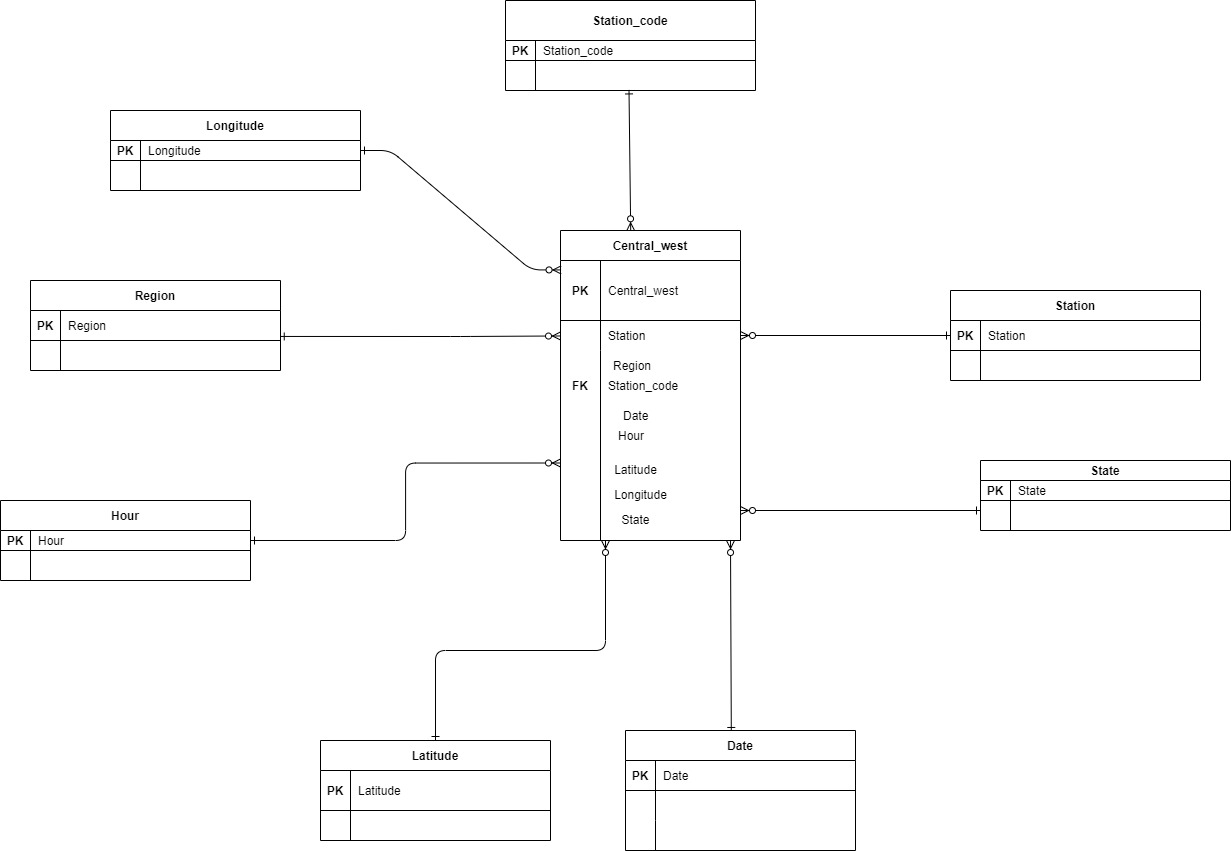 Station_code
PK Station_code
Longitude
PK Longitude
Central_west
PK Central_west
Station
Region
FK Station_code
Date
Hour
Latitude
Longitude
State
Region
PK Region
Station
PK Station
State
PK State
Hour
PK Hour
Latitude
PK Latitude
Date
PK Date